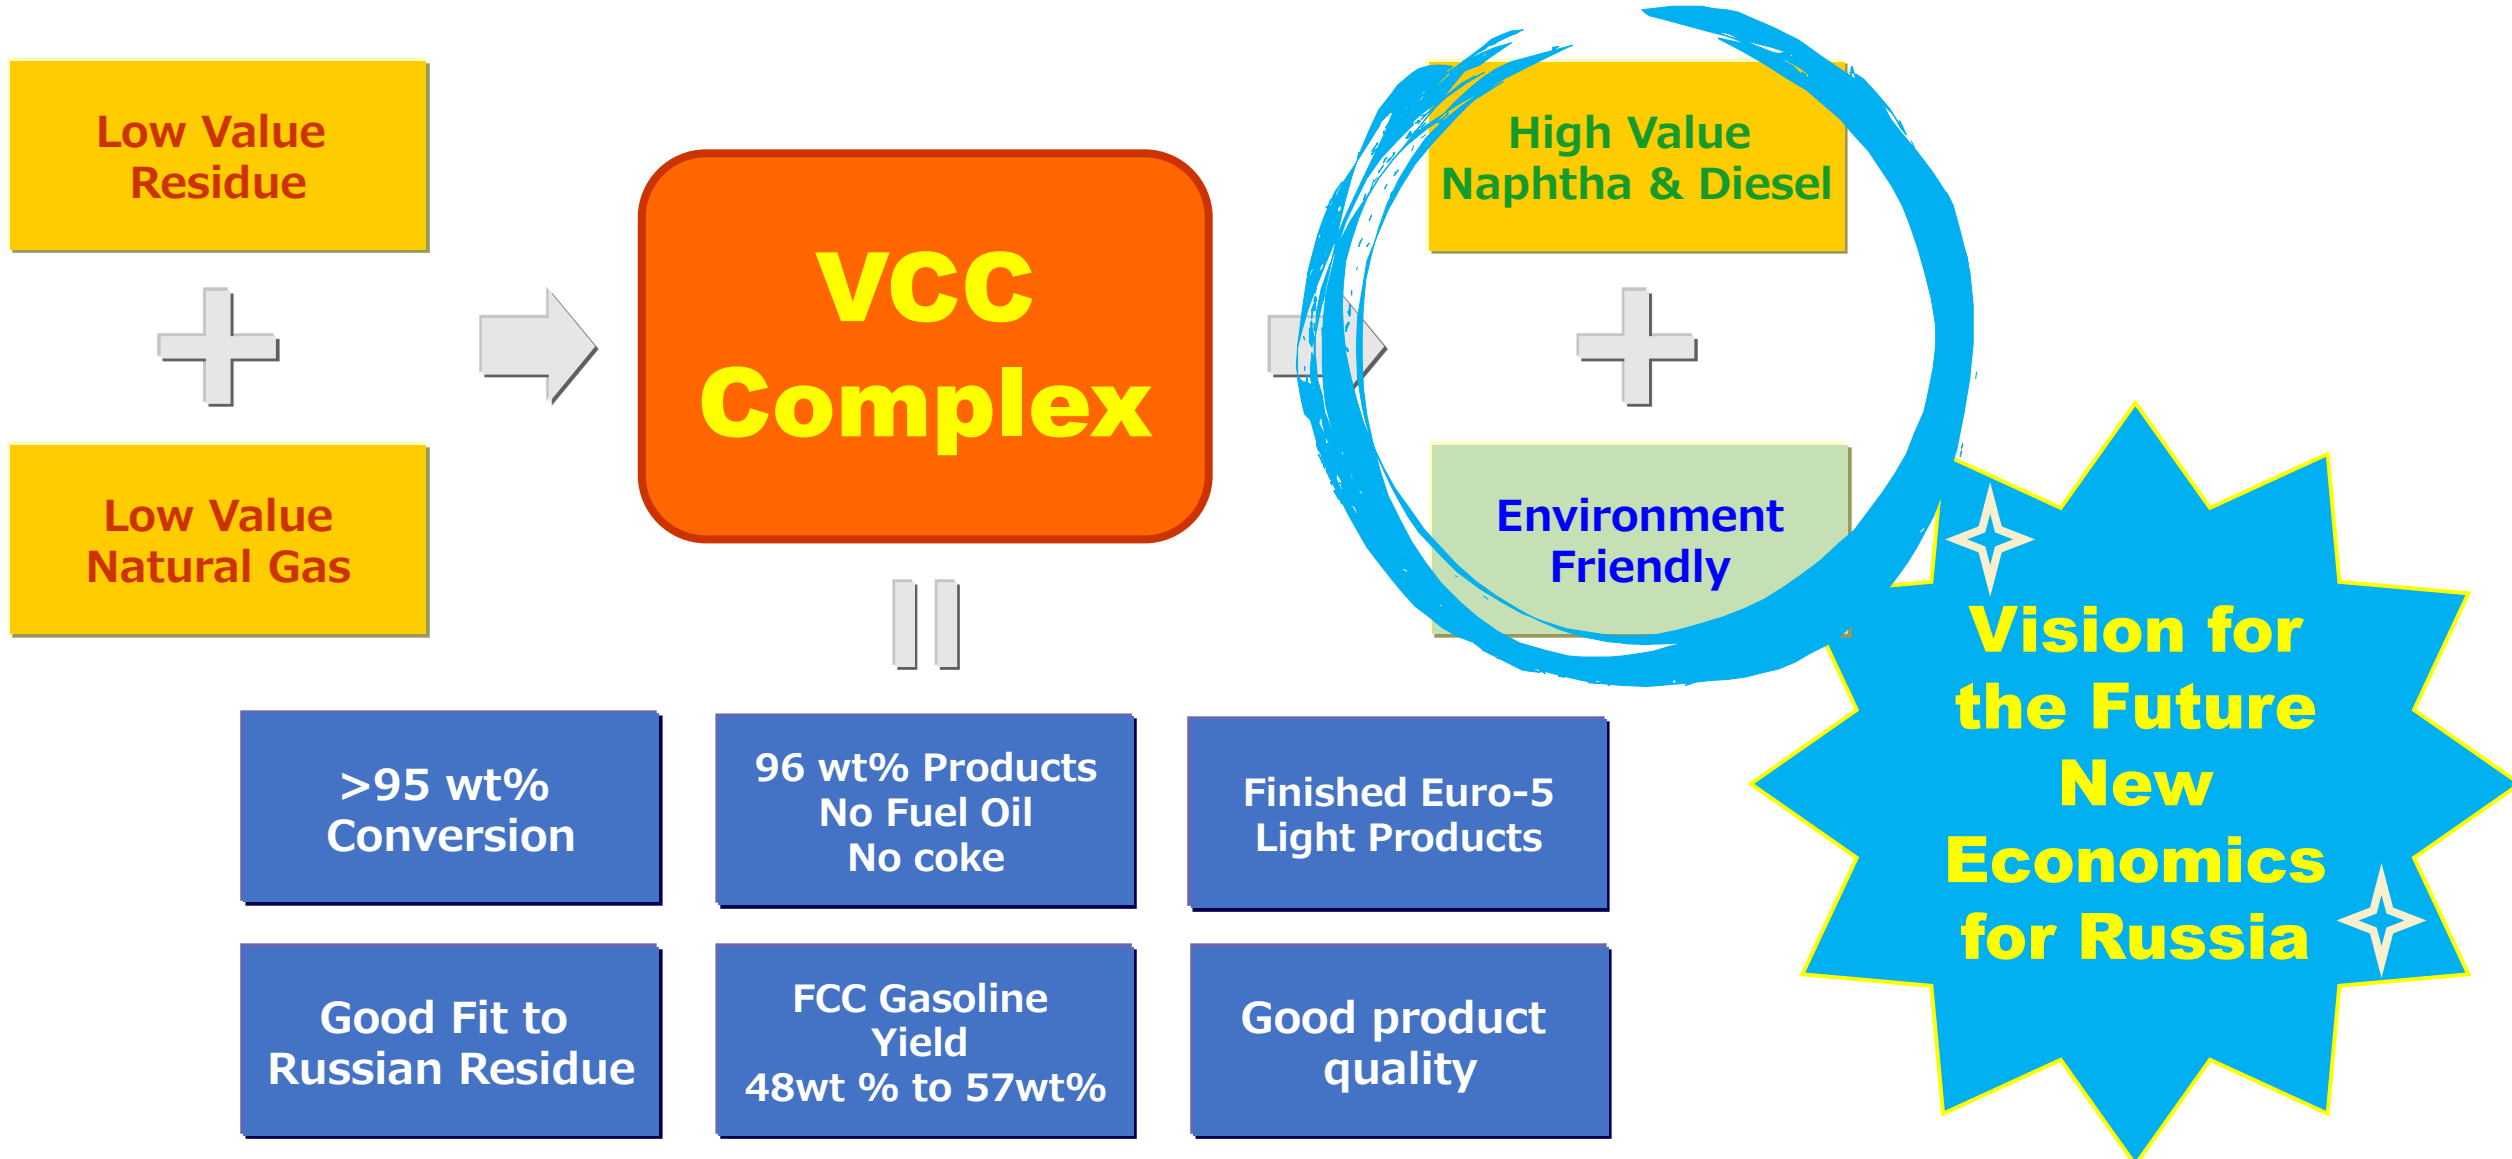 Low Value
Residue
Low Value
Natural Gas
VCC
Complex
High Value
Naphtha & Diesel
Environment
Friendly
>95 wt%
Conversion
96 wt% Products
No Fuel Oil
No coke
Finished Euro-5
Light Products
Good Fit to
Russian Residue
FCC Gasoline
Yield
48wt % to 57wt%
Good product
quality
Vision for
the Future
New
Economics
for Russia